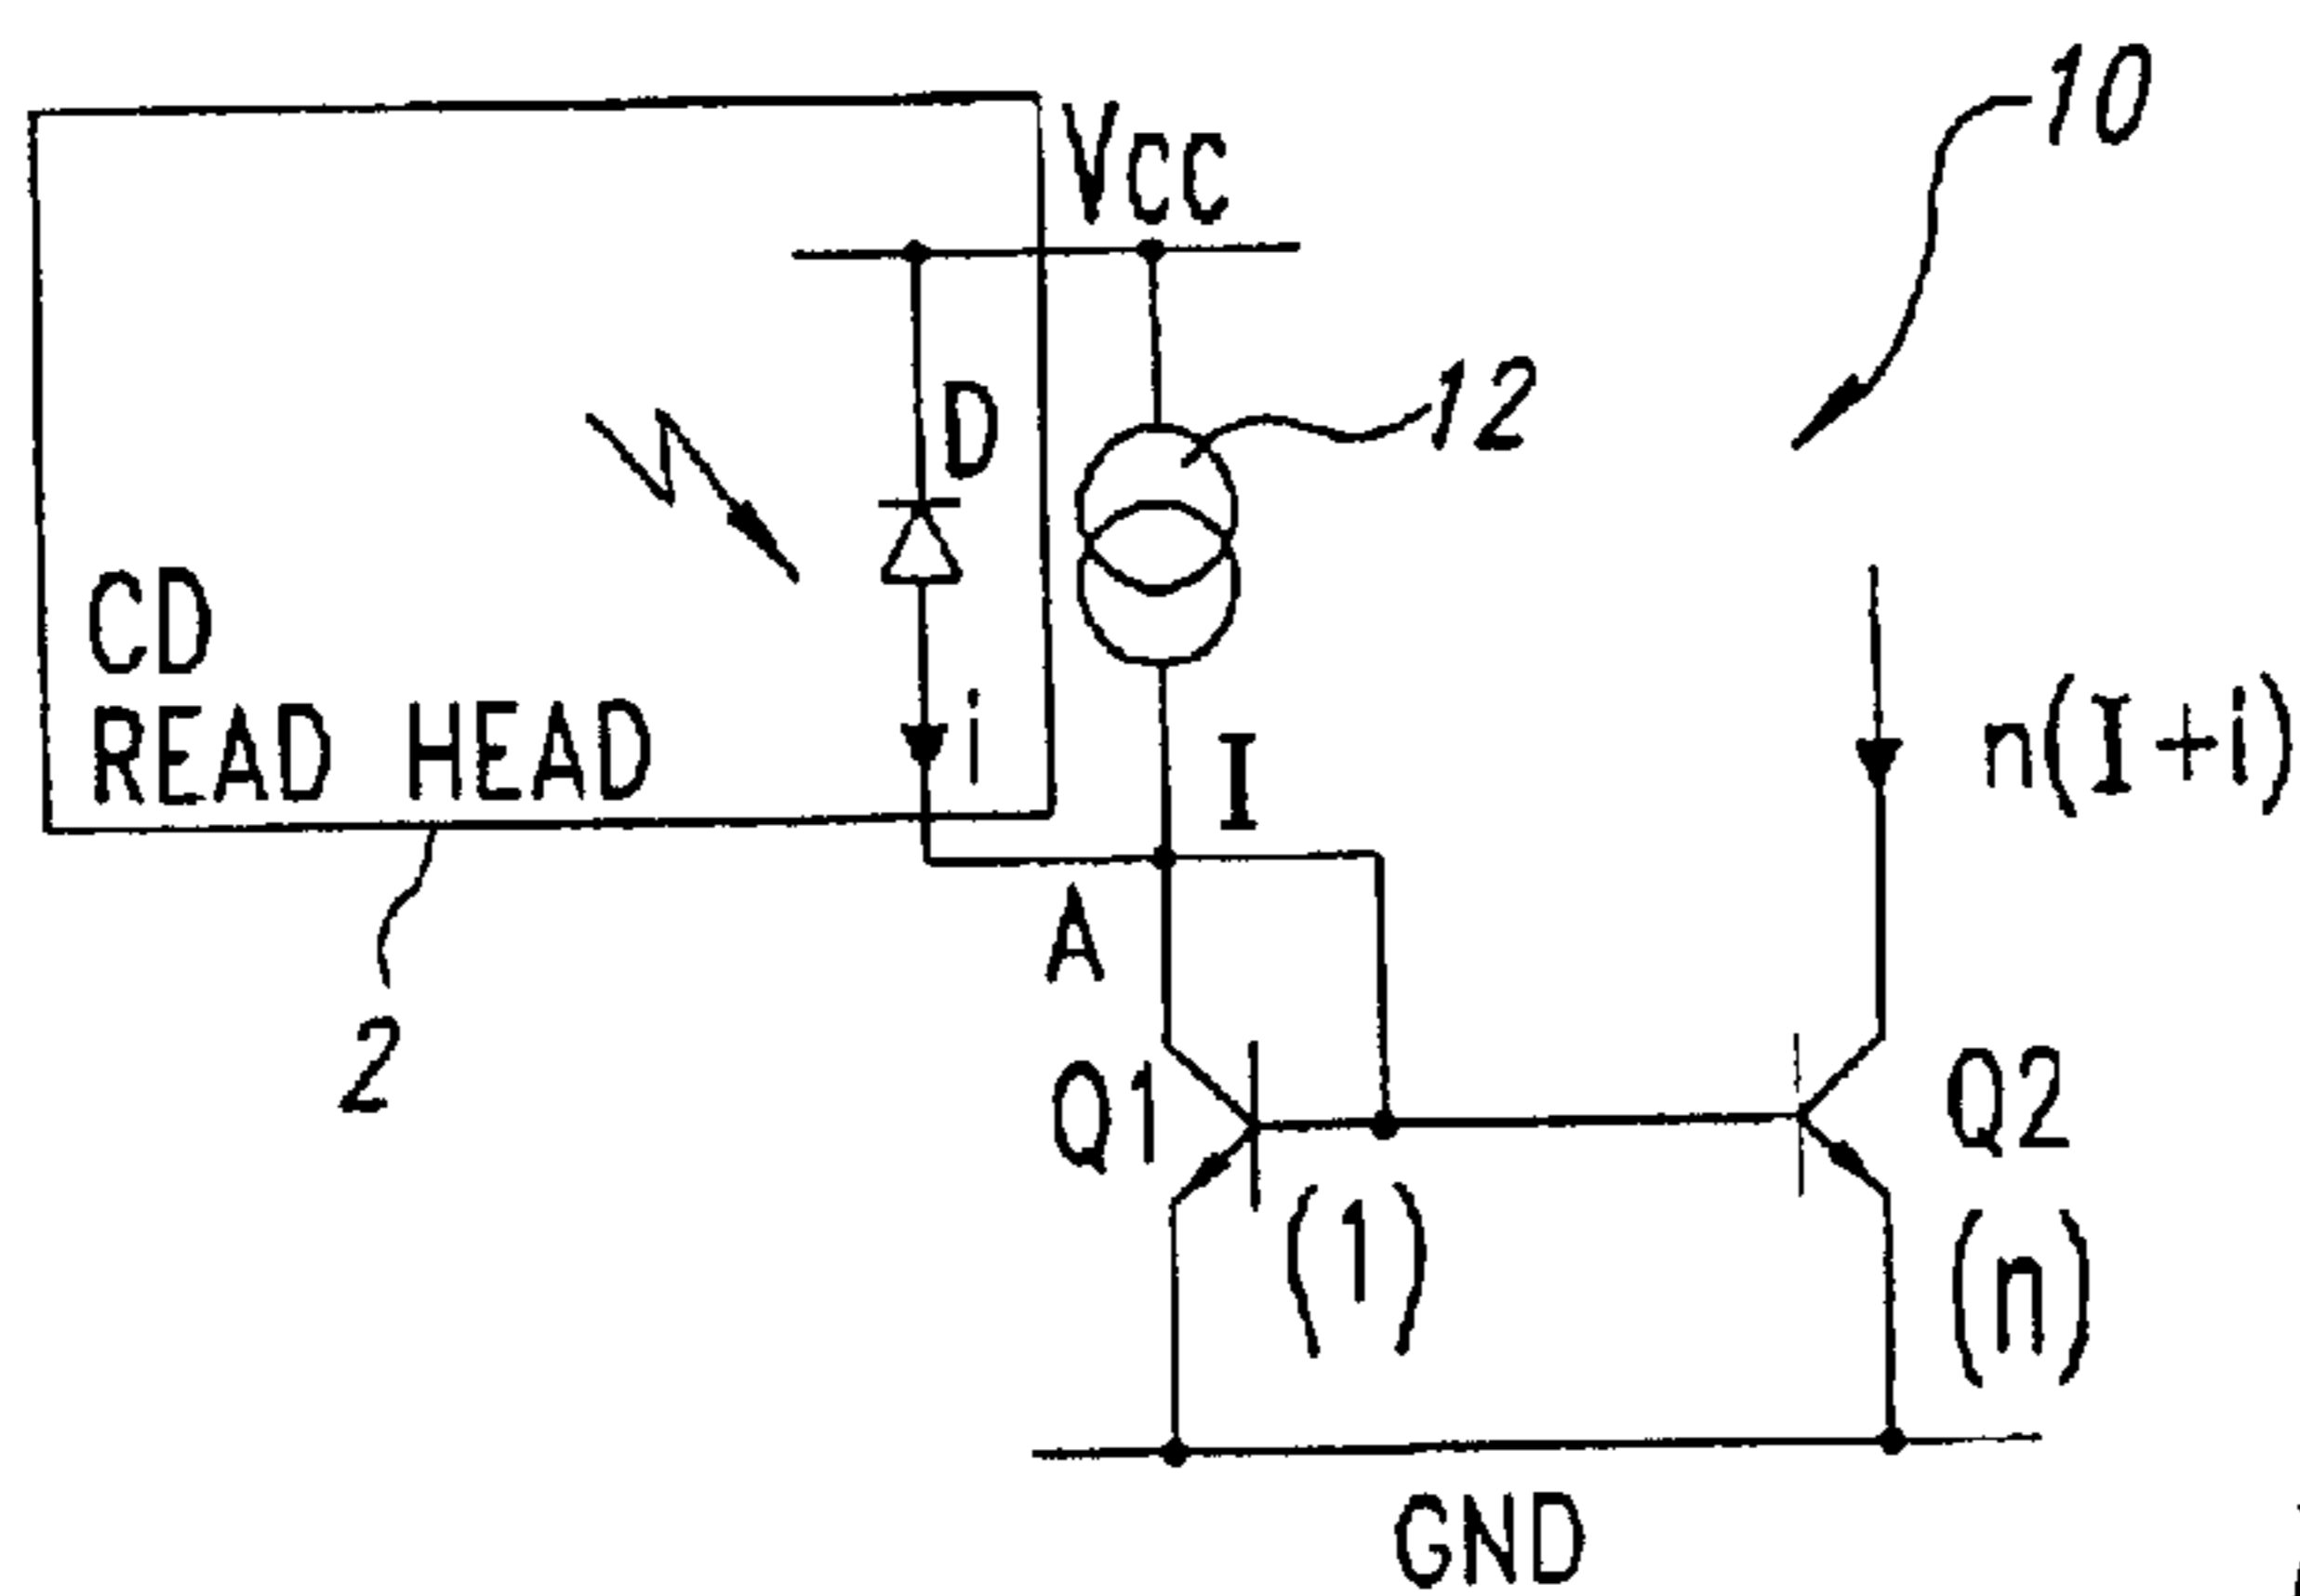 10
Vcc
12
D
CD
READ HEAD
i
I
n(I+i)
A
2
Q1
Q2
(1)
(n)
GND